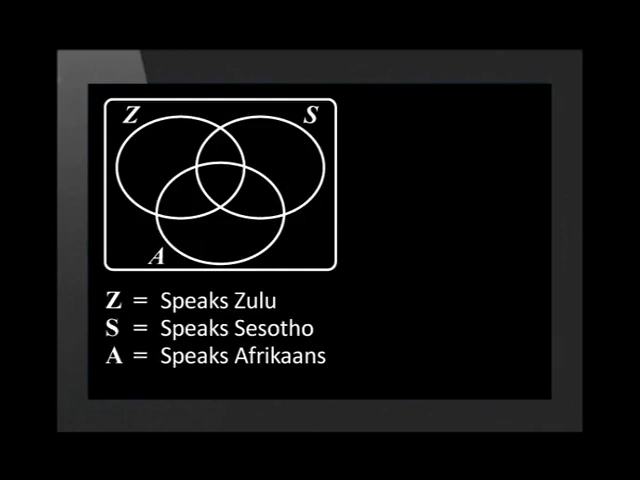 Z S
A
Z = Speaks Zulu
S = Speaks Sesotho
A = Speaks Afrikaans